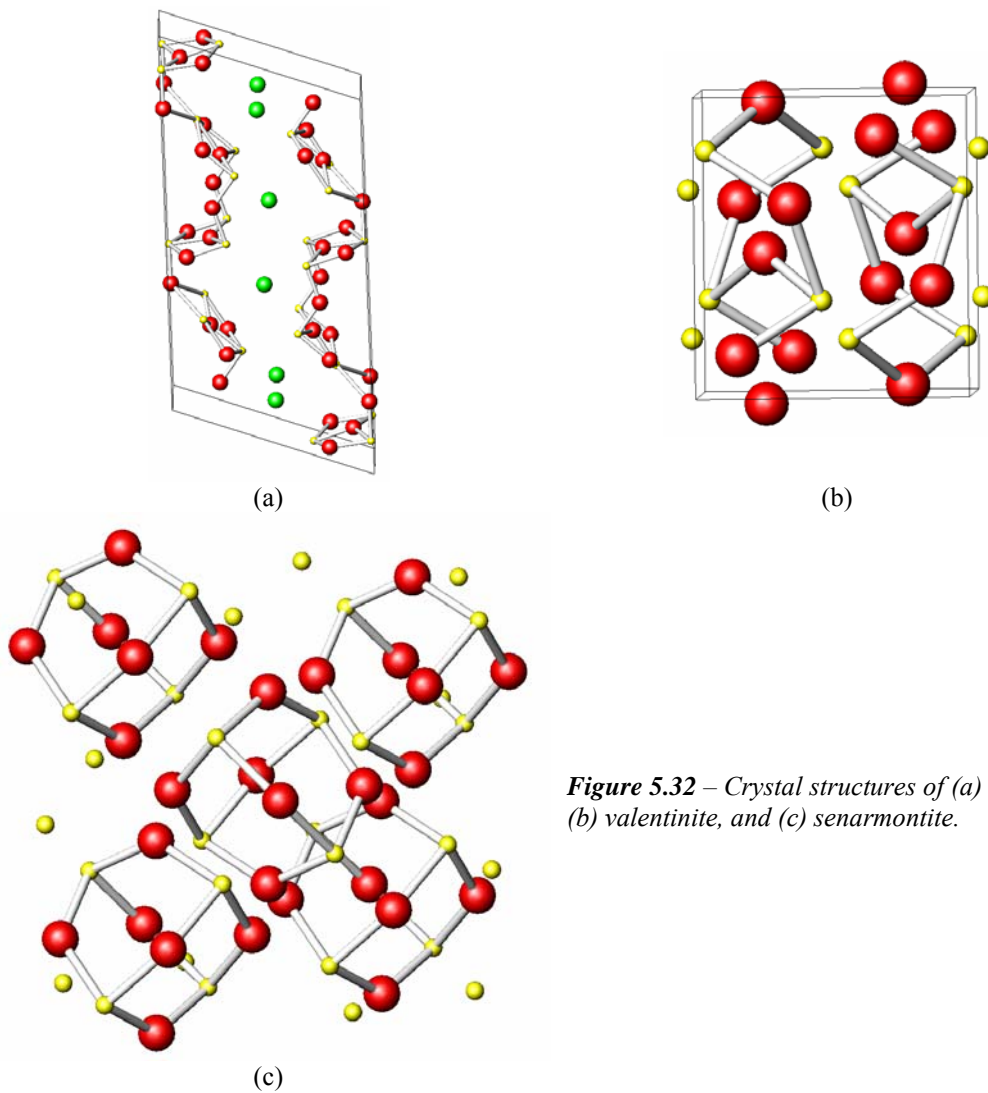 (a)
(b)
Figure 5.32 – Crystal structures of (a)
(b) valentinite, and (c) senarmontite.
(c)